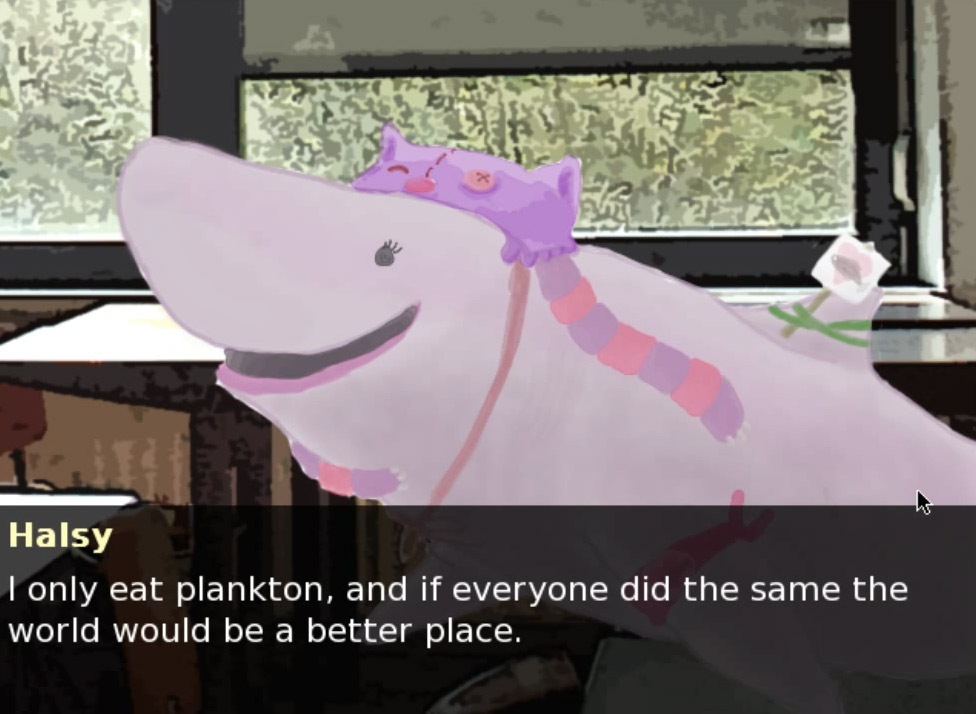 Halsy
I only eat plankton, and if everyone did the same the
world would be a better place.